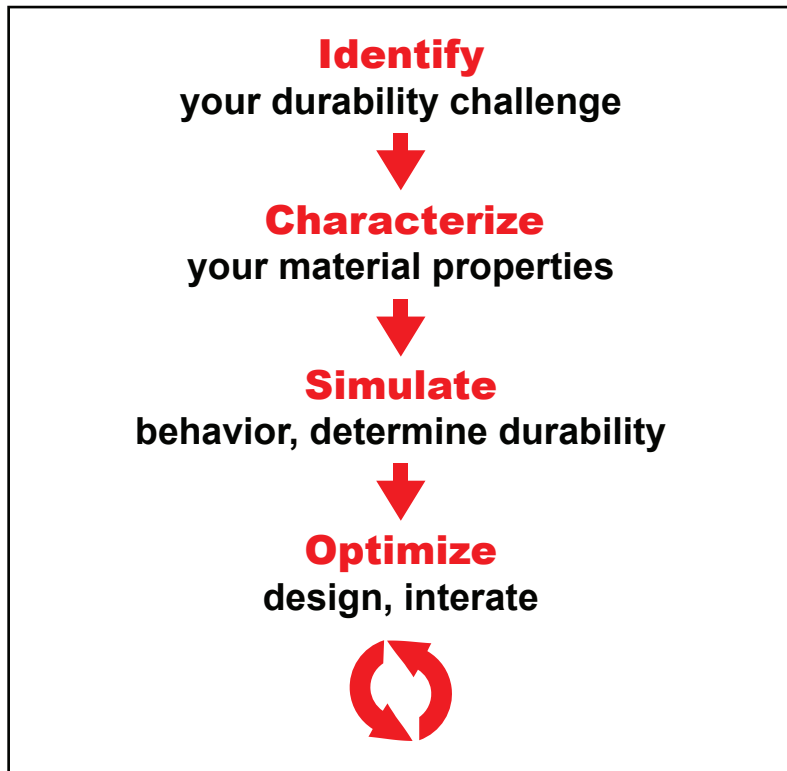 Identify
your durability challenge
Characterize
your material properties
Simulate
behavior, determine durability
Optimize
design, interate